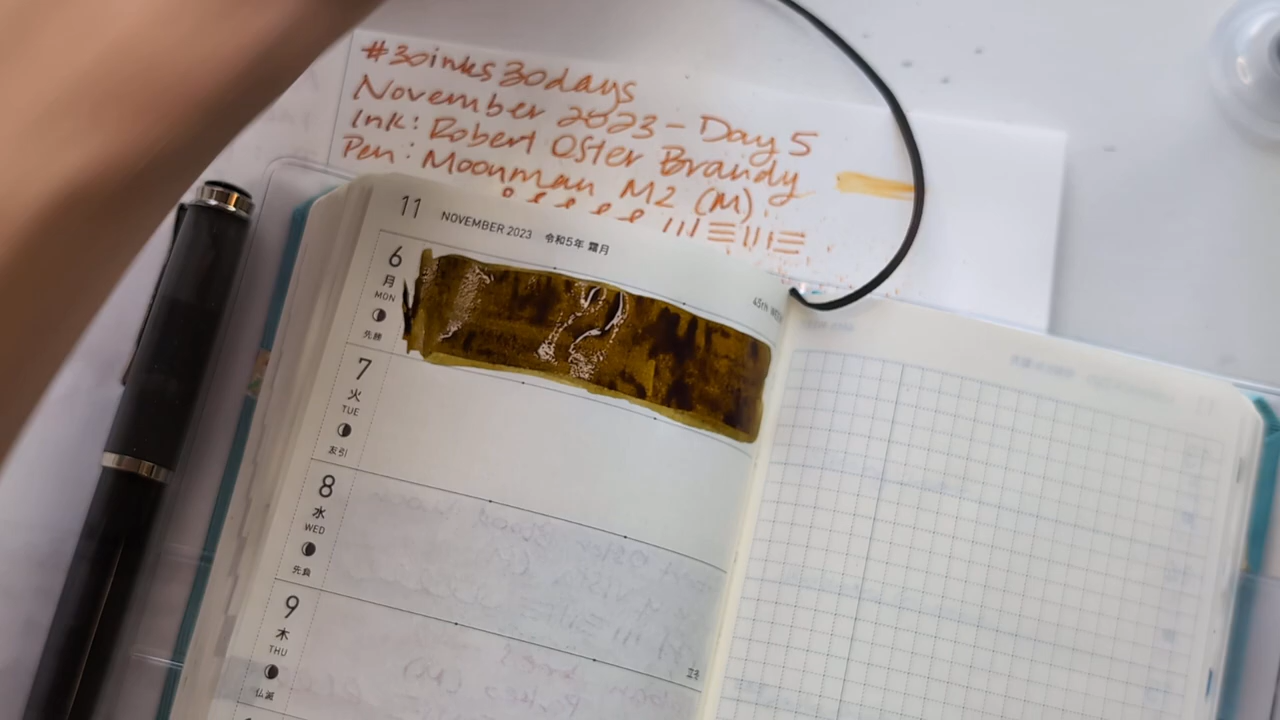 #30inks30days
November 2023 - Day 5
Ink: Robert Oster Brandy
Pen: Moonman M2 (M)
11 NOVEMBER 2023 令和5年 霜月
45th
6
月
MON
先勝
7
火
TUE
友引
8
水
WED
先負
9
木
THU
仏滅